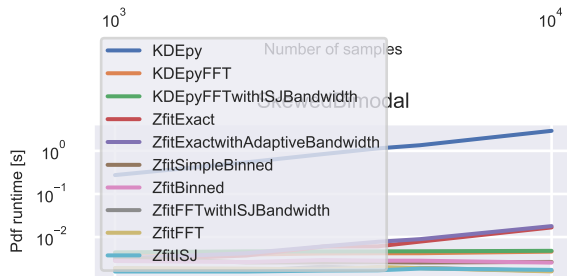 10³ 10⁴
Number of samples
KDEpy
KDEpyFFT
KDEpyFFTwithISJBandwidth
SkewedBimodal
ZfitExact
ZfitExactwithAdaptiveBandwidth
ZfitSimpleBinned
ZfitBinned
ZfitFFTwithISJBandwidth
ZfitFFT
ZfitISJ
Pdf runtime [s]
10⁰
10⁻¹
10⁻²